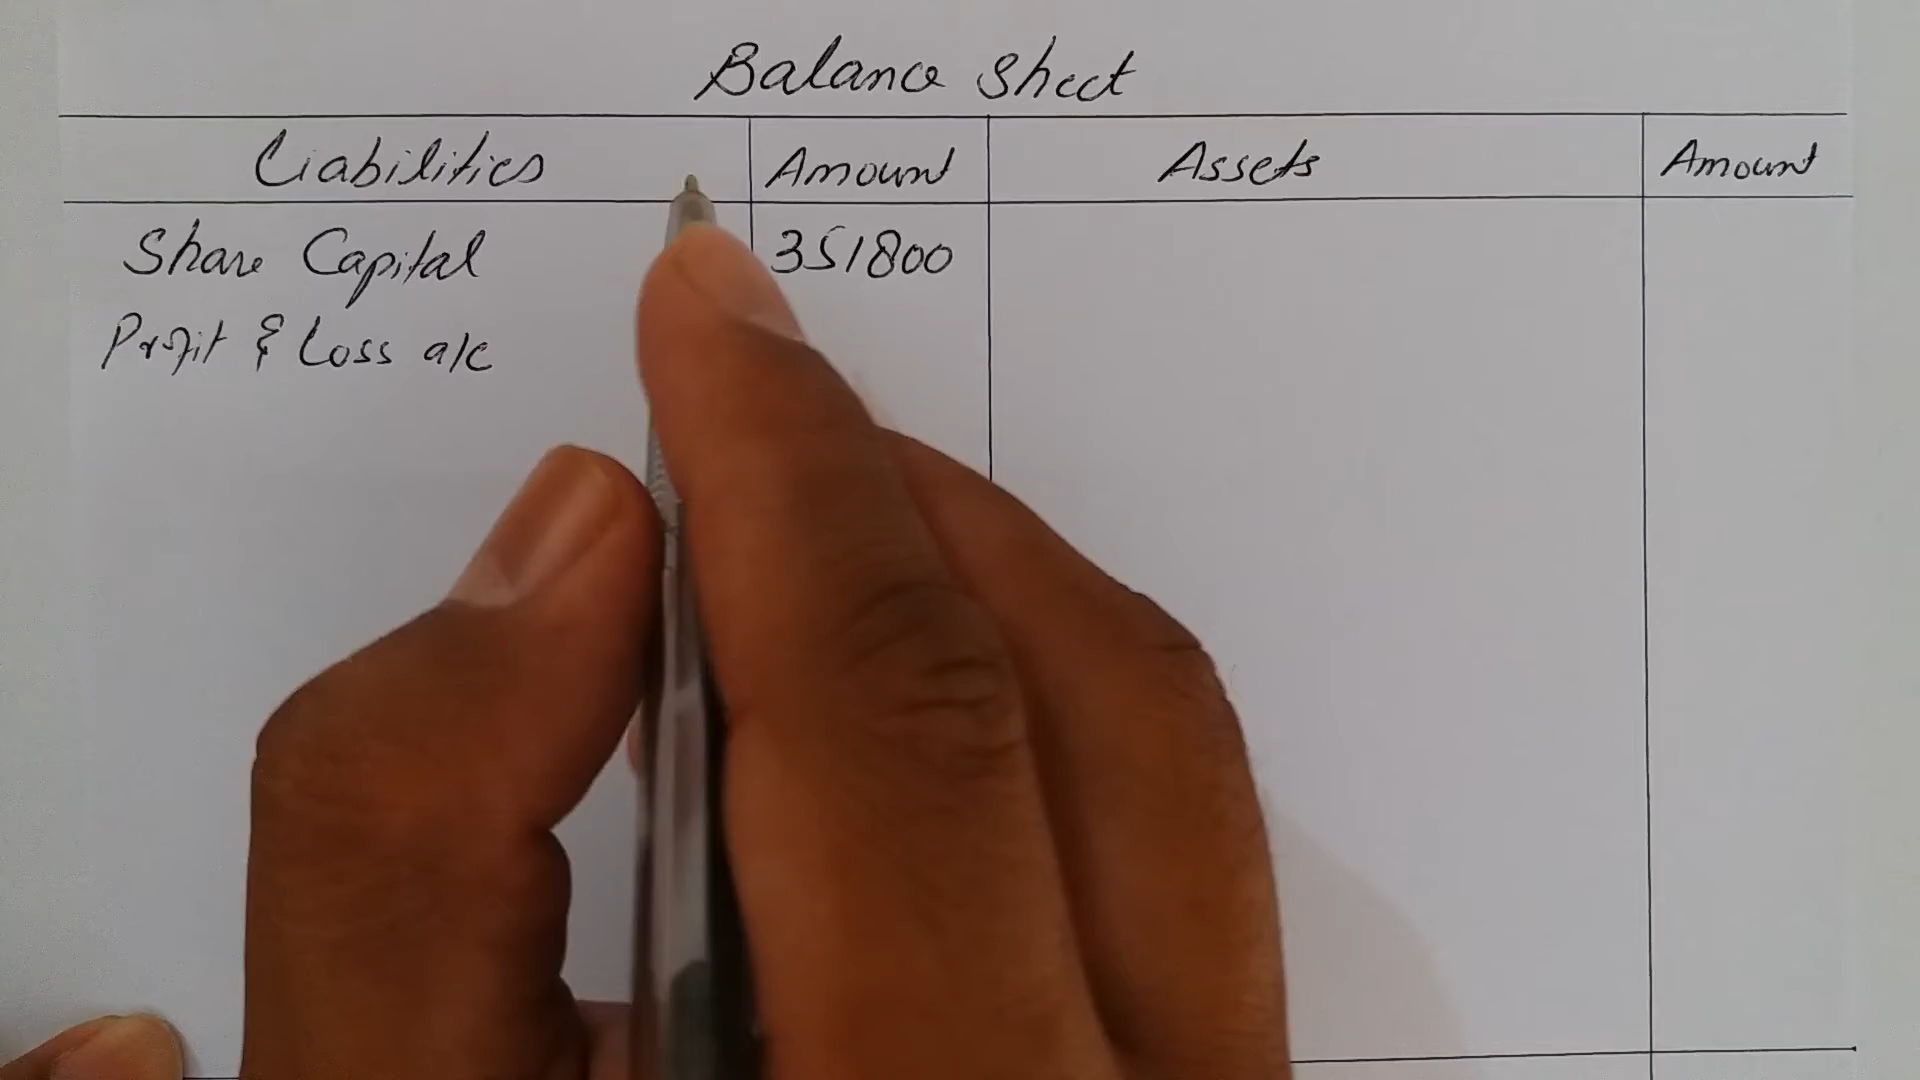 Balance Sheet
Liabilities Amount Assets Amount
Share Capital 351800
Profit & Loss a/c